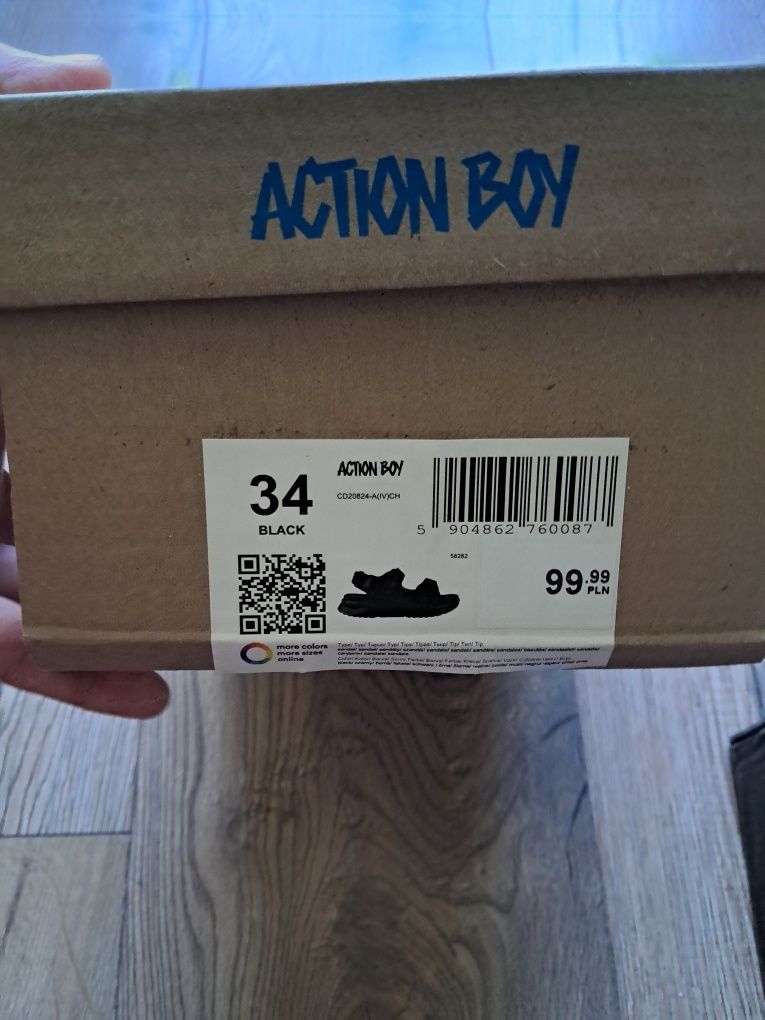 ACTION BOY
34
BLACK
ACTION BOY
CD20824-A(IV)CH
5 904862 760087
58282
99.99
PLN
more colors
more sizes
online